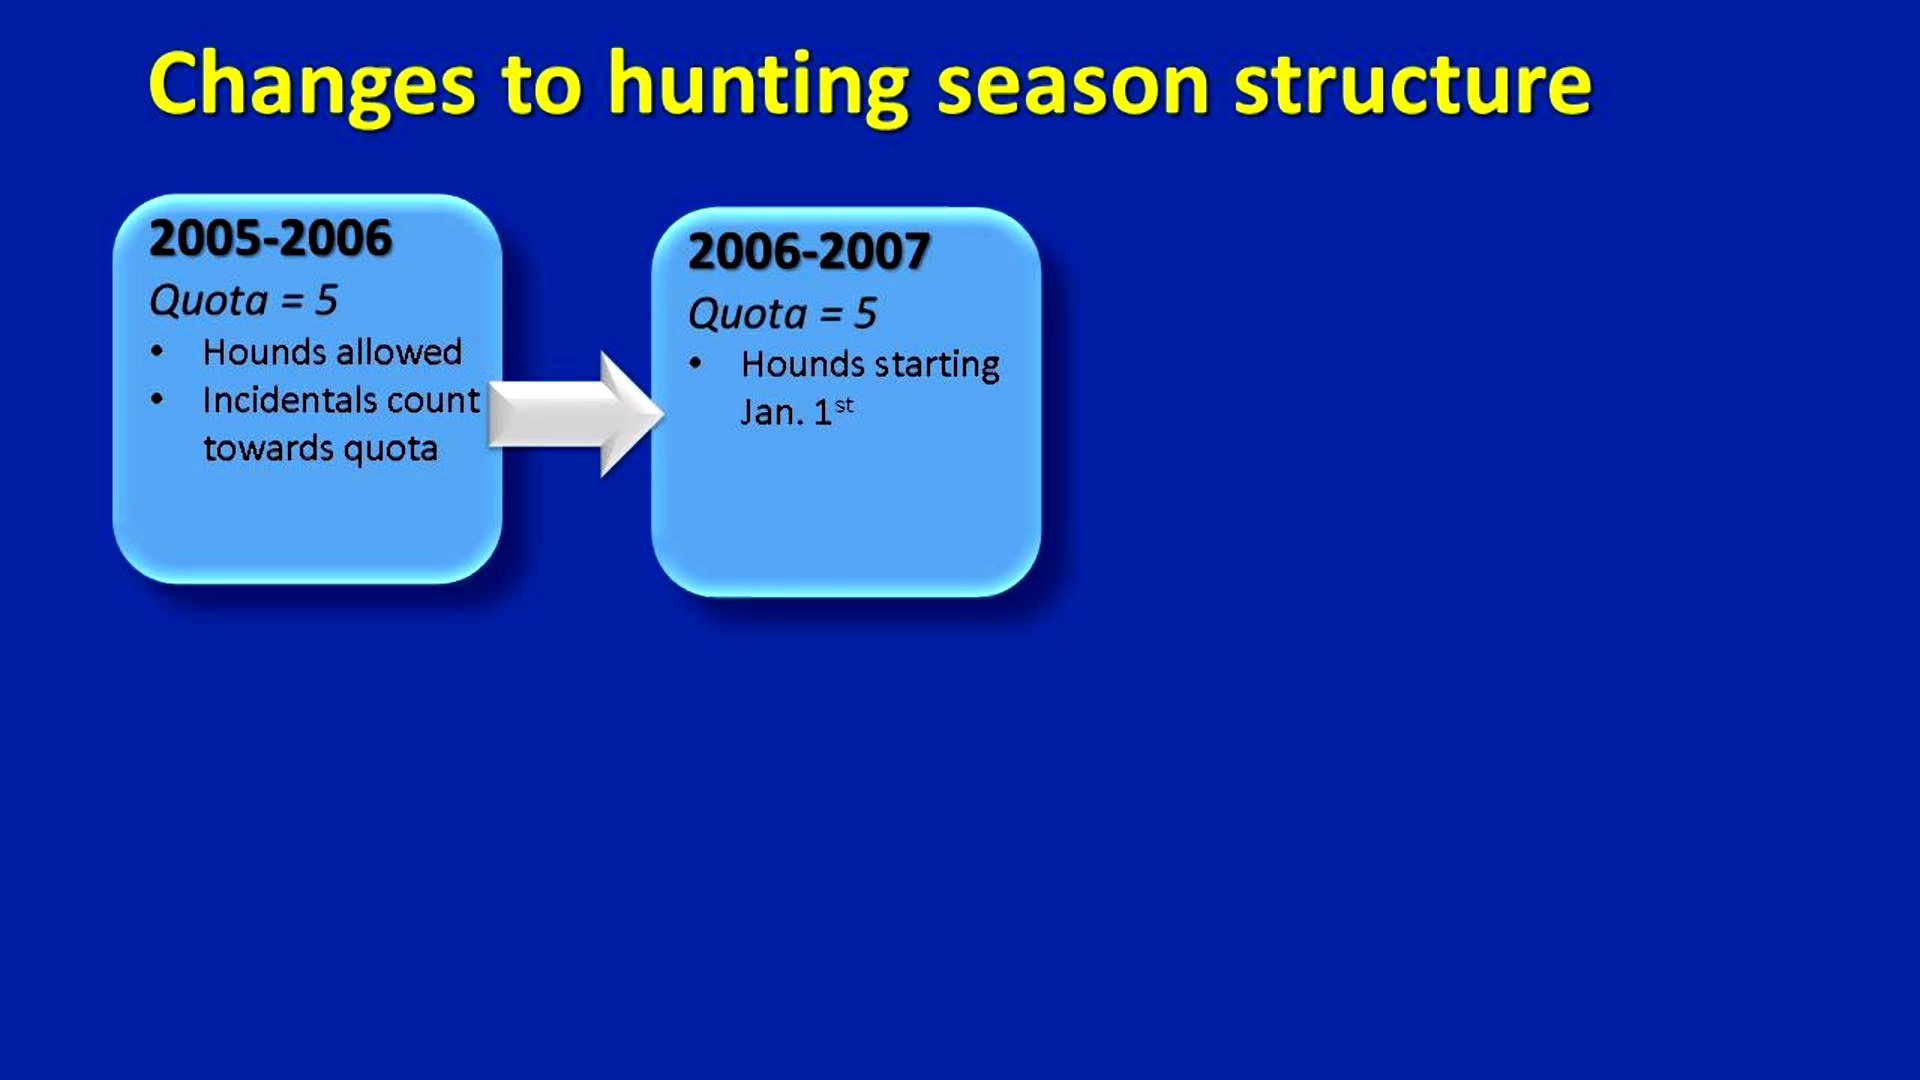 Changes to hunting season structure
2005-2006
Quota = 5
• Hounds allowed
• Incidentals count
towards quota
2006-2007
Quota = 5
• Hounds starting
Jan. 1st